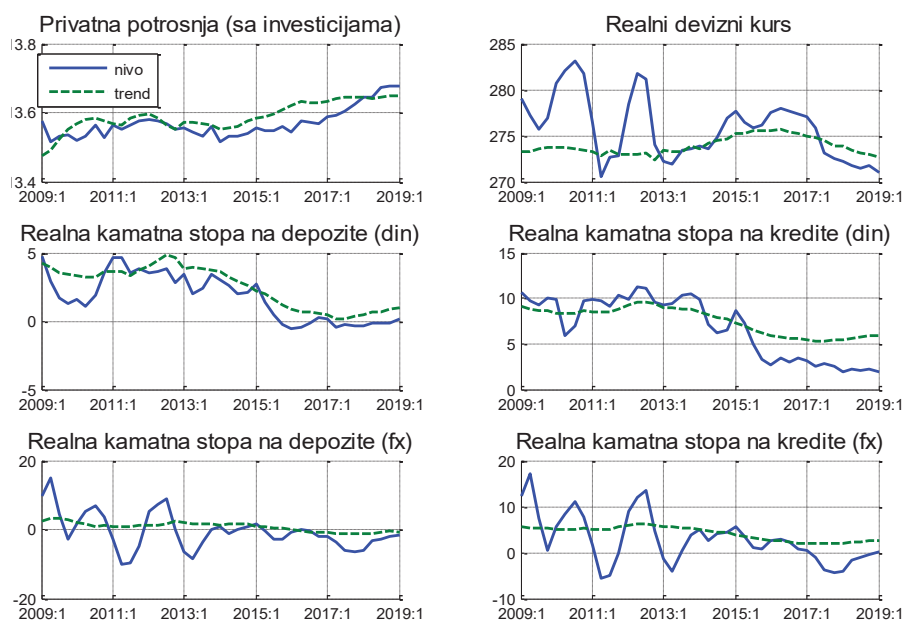 Privatna potrosnja (sa investicijama)
13.8
13.6
13.4
nivo
trend
2009:1 2011:1 2013:1 2015:1 2017:1 2019:1
Realni devizni kurs
285
280
275
270
2009:1 2011:1 2013:1 2015:1 2017:1 2019:1
Realna kamatna stopa na depozite (din)
5
0
-5
2009:1 2011:1 2013:1 2015:1 2017:1 2019:1
Realna kamatna stopa na kredite (din)
15
10
5
0
2009:1 2011:1 2013:1 2015:1 2017:1 2019:1
Realna kamatna stopa na depozite (fx)
20
0
-20
2009:1 2011:1 2013:1 2015:1 2017:1 2019:1
Realna kamatna stopa na kredite (fx)
20
10
0
-10
2009:1 2011:1 2013:1 2015:1 2017:1 2019:1